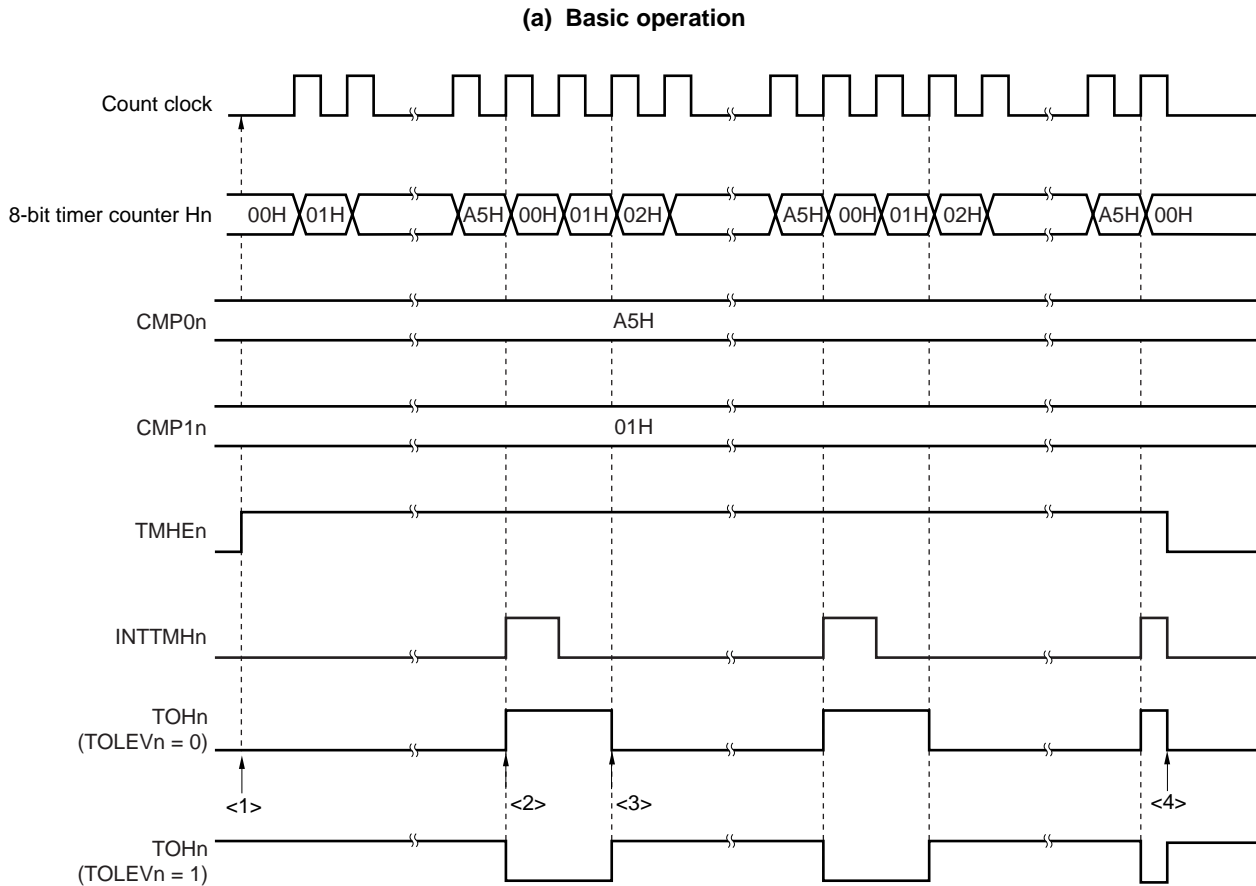 (a) Basic operation
Count clock
8-bit timer counter Hn
00H 01H A5H 00H 01H 02H A5H 00H 01H 02H A5H 00H
CMP0n
A5H
CMP1n
01H
TMHEn
INTTMHn
TOHn
(TOLEVn = 0)
<1> <2> <3> <4>
TOHn
(TOLEVn = 1)